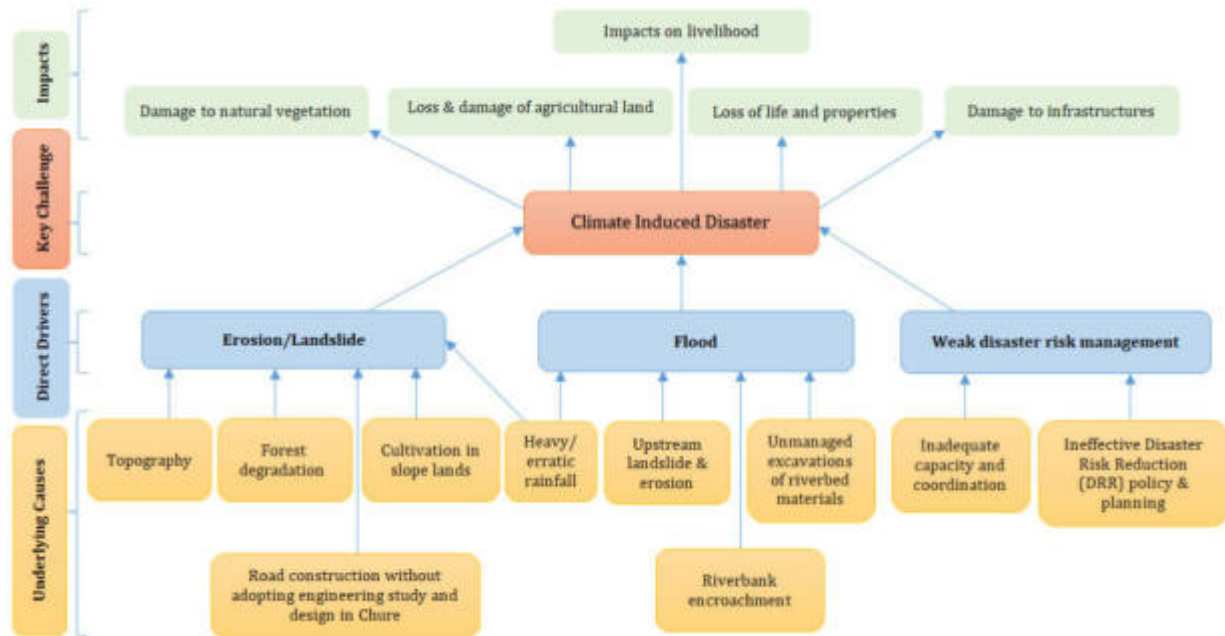 Impacts
Impacts on livelihood
Damage to natural vegetation
Loss & damage of agricultural land
Loss of life and properties
Damage to infrastructures
Key Challenge
Climate Induced Disaster
Direct Drivers
Erosion/Landslide
Flood
Weak disaster risk management
Underlying Causes
Topography
Forest
degradation
Cultivation in
slope lands
Heavy/
erratic
rainfall
Upstream
landslide &
erosion
Unmanaged
excavations
of riverbed
materials
Inadequate
capacity and
coordination
Ineffective Disaster
Risk Reduction
(DRR) policy &
planning
Road construction without
adopting engineering study and
design in Chure
Riverbank
encroachment